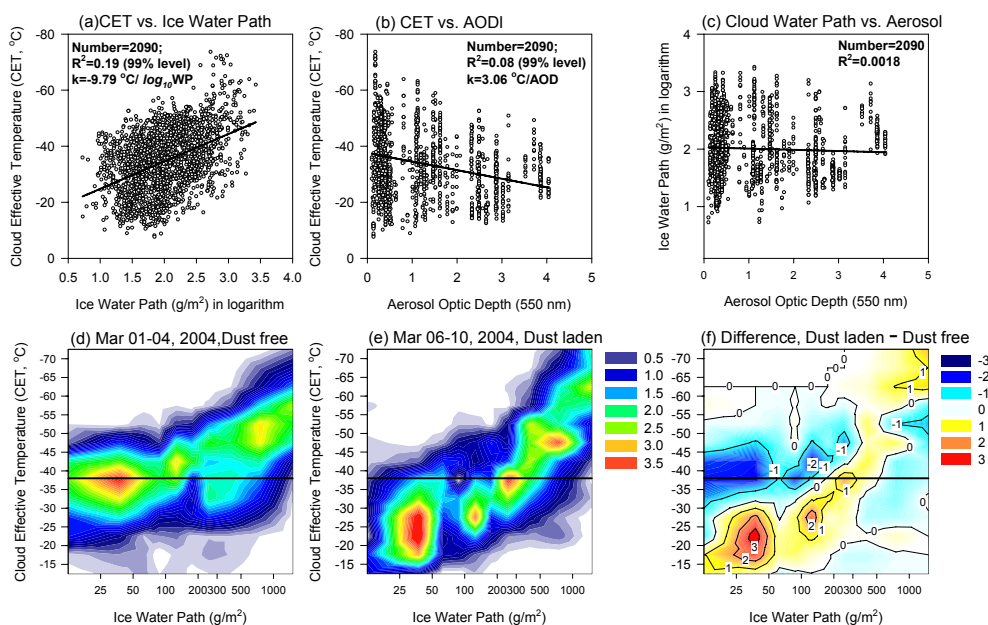 (a)CET vs. Ice Water Path
Number=2090;
R²=0.19 (99% level)
k=-9.79 °C/ log₁₀WP
Cloud Effective Temperature (CET, °C)
-80
-60
-40
-20
0
0.5 1.0 1.5 2.0 2.5 3.0 3.5 4.0
Ice Water Path (g/m²) in logarithm
(b) CET vs. AODI
Number=2090;
R²=0.08 (99% level)
k=3.06 °C/AOD
Cloud Effective Temperature (CET, °C)
-80
-60
-40
-20
0
0 1 2 3 4 5
Aerosol Optic Depth (550 nm)
(c) Cloud Water Path vs. Aerosol
Number=2090
R²=0.0018
Ice Water Path (g/m²) in logarithm
4
3
2
1
0 1 2 3 4 5
Aerosol Optic Depth (550 nm)
(d) Mar 01-04, 2004,Dust free
Cloud Effective Temperature (CET, °C)
-70
-65
-60
-55
-50
-45
-40
-35
-30
-25
-20
-15
25 50 100 200300 500 1000
Ice Water Path (g/m²)
(e) Mar 06-10, 2004, Dust laden
Cloud Effective Temperature (CET, °C)
-70
-65
-60
-55
-50
-45
-40
-35
-30
-25
-20
-15
25 50 100 200300 500 1000
Ice Water Path (g/m²)
0.5
1.0
1.5
2.0
2.5
3.0
3.5
(f) Difference, Dust laden − Dust free
-70
-65
-60
-55
-50
-45
-40
-35
-30
-25
-20
-15
25 50 100 200300 500 1000
Ice Water Path (g/m²)
-3
-2
-1
0
1
2
3